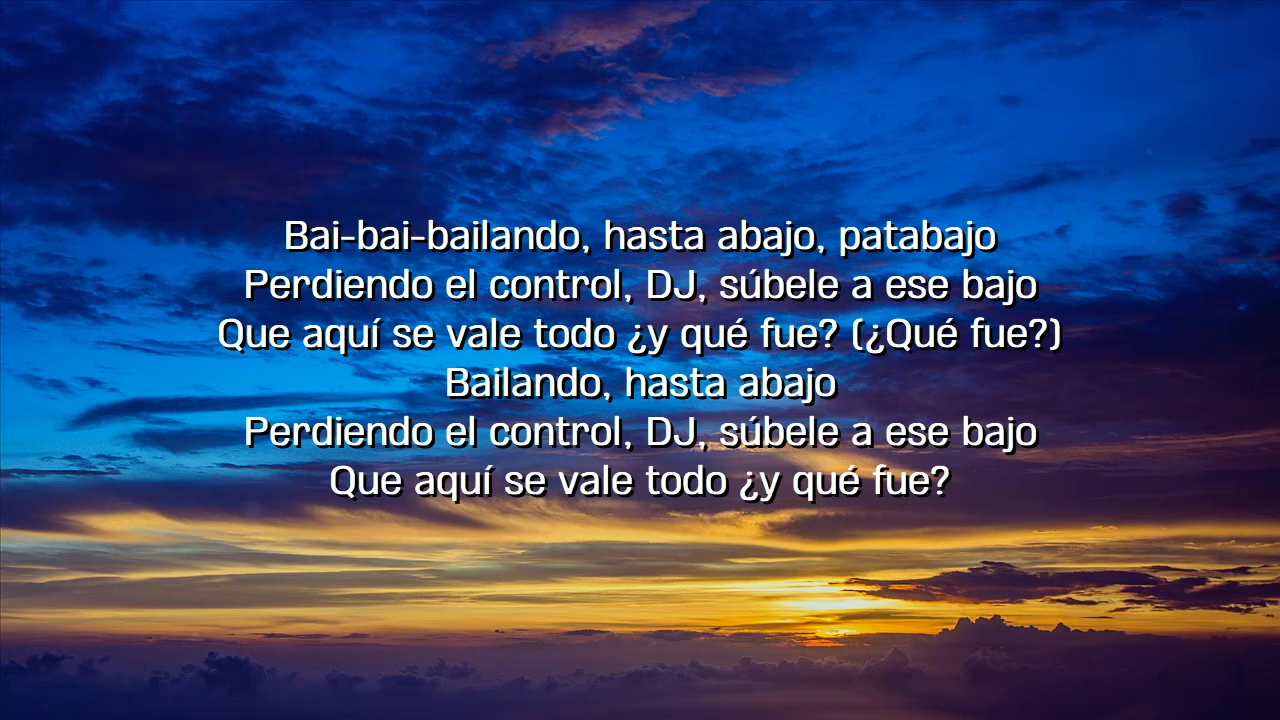 Bai-bai-bailando, hasta abajo, patabajo
Perdiendo el control, DJ, súbele a ese bajo
Que aquí se vale todo ¿y qué fue? (¿Qué fue?)
Bailando, hasta abajo
Perdiendo el control, DJ, súbele a ese bajo
Que aquí se vale todo ¿y qué fue?